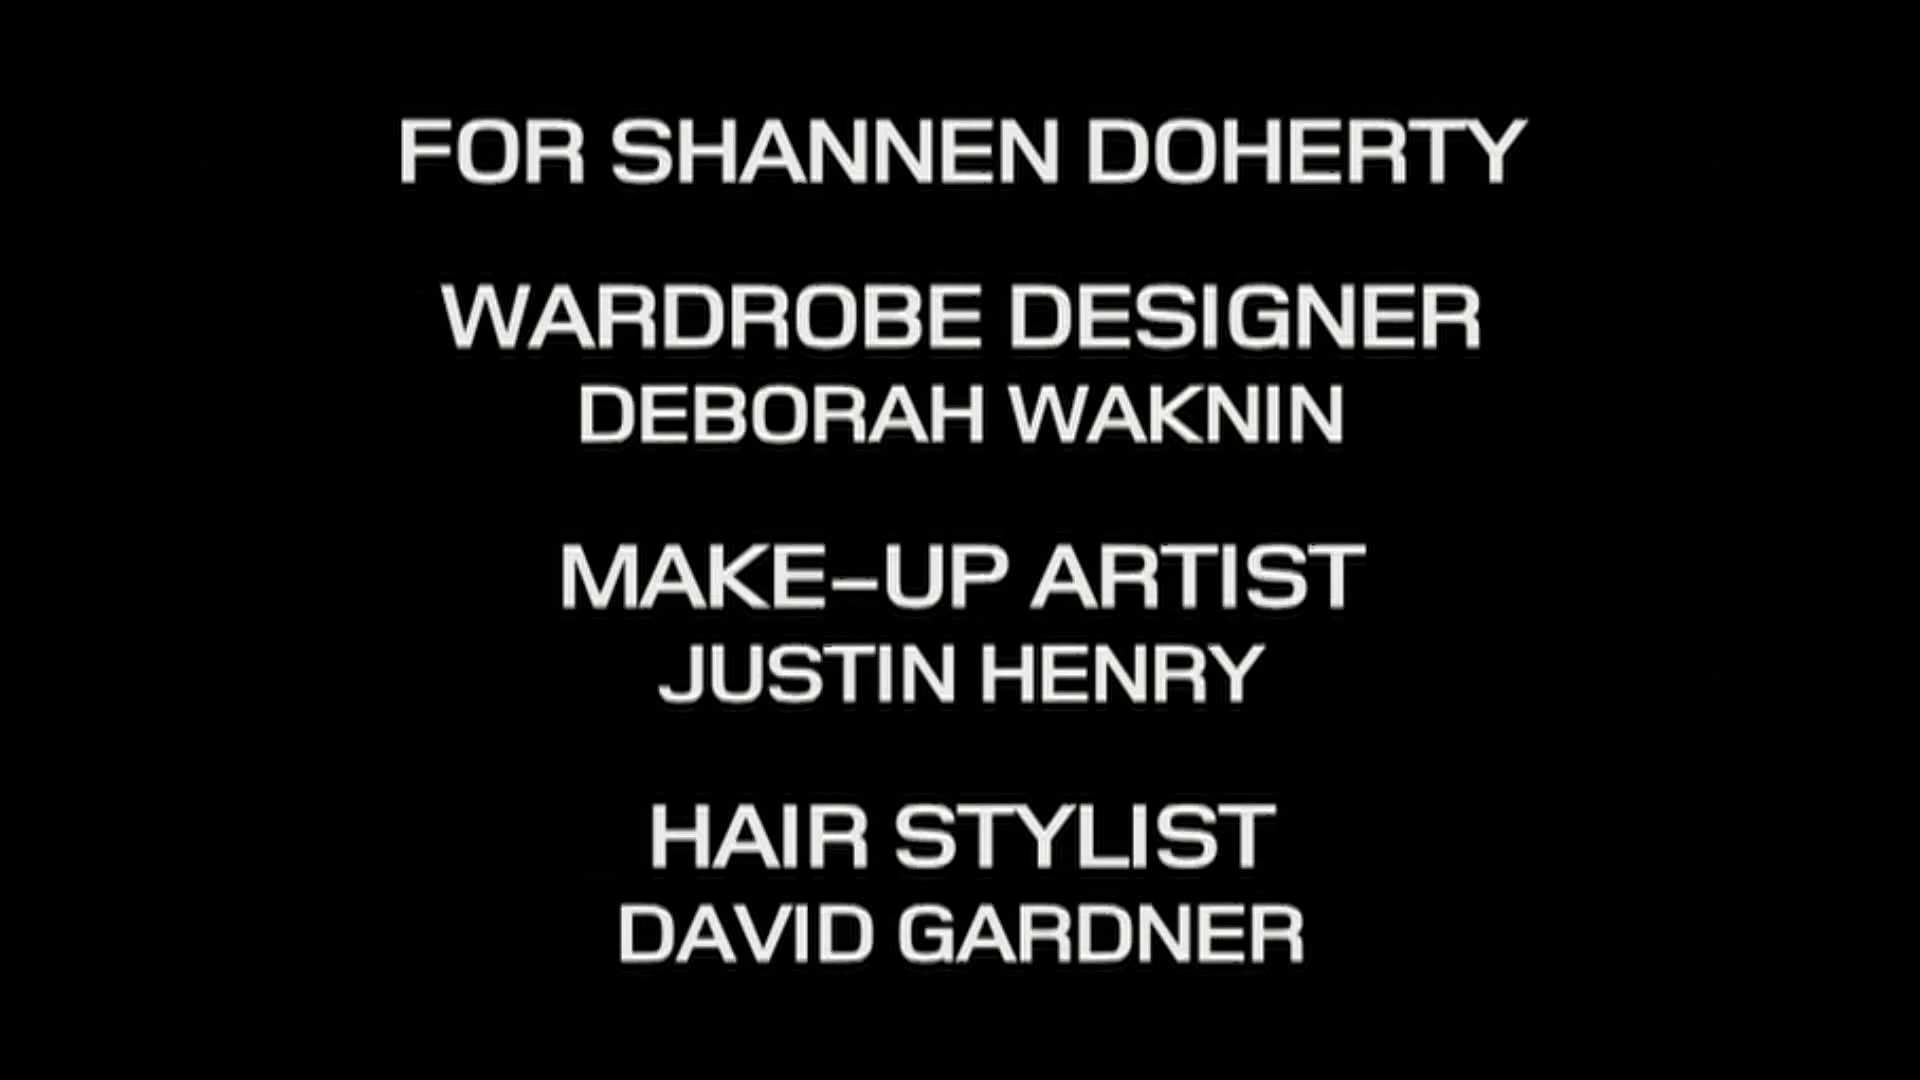 FOR SHANNEN DOHERTY
WARDROBE DESIGNER
DEBORAH WAKNIN
MAKE-UP ARTIST
JUSTIN HENRY
HAIR STYLIST
DAVID GARDNER